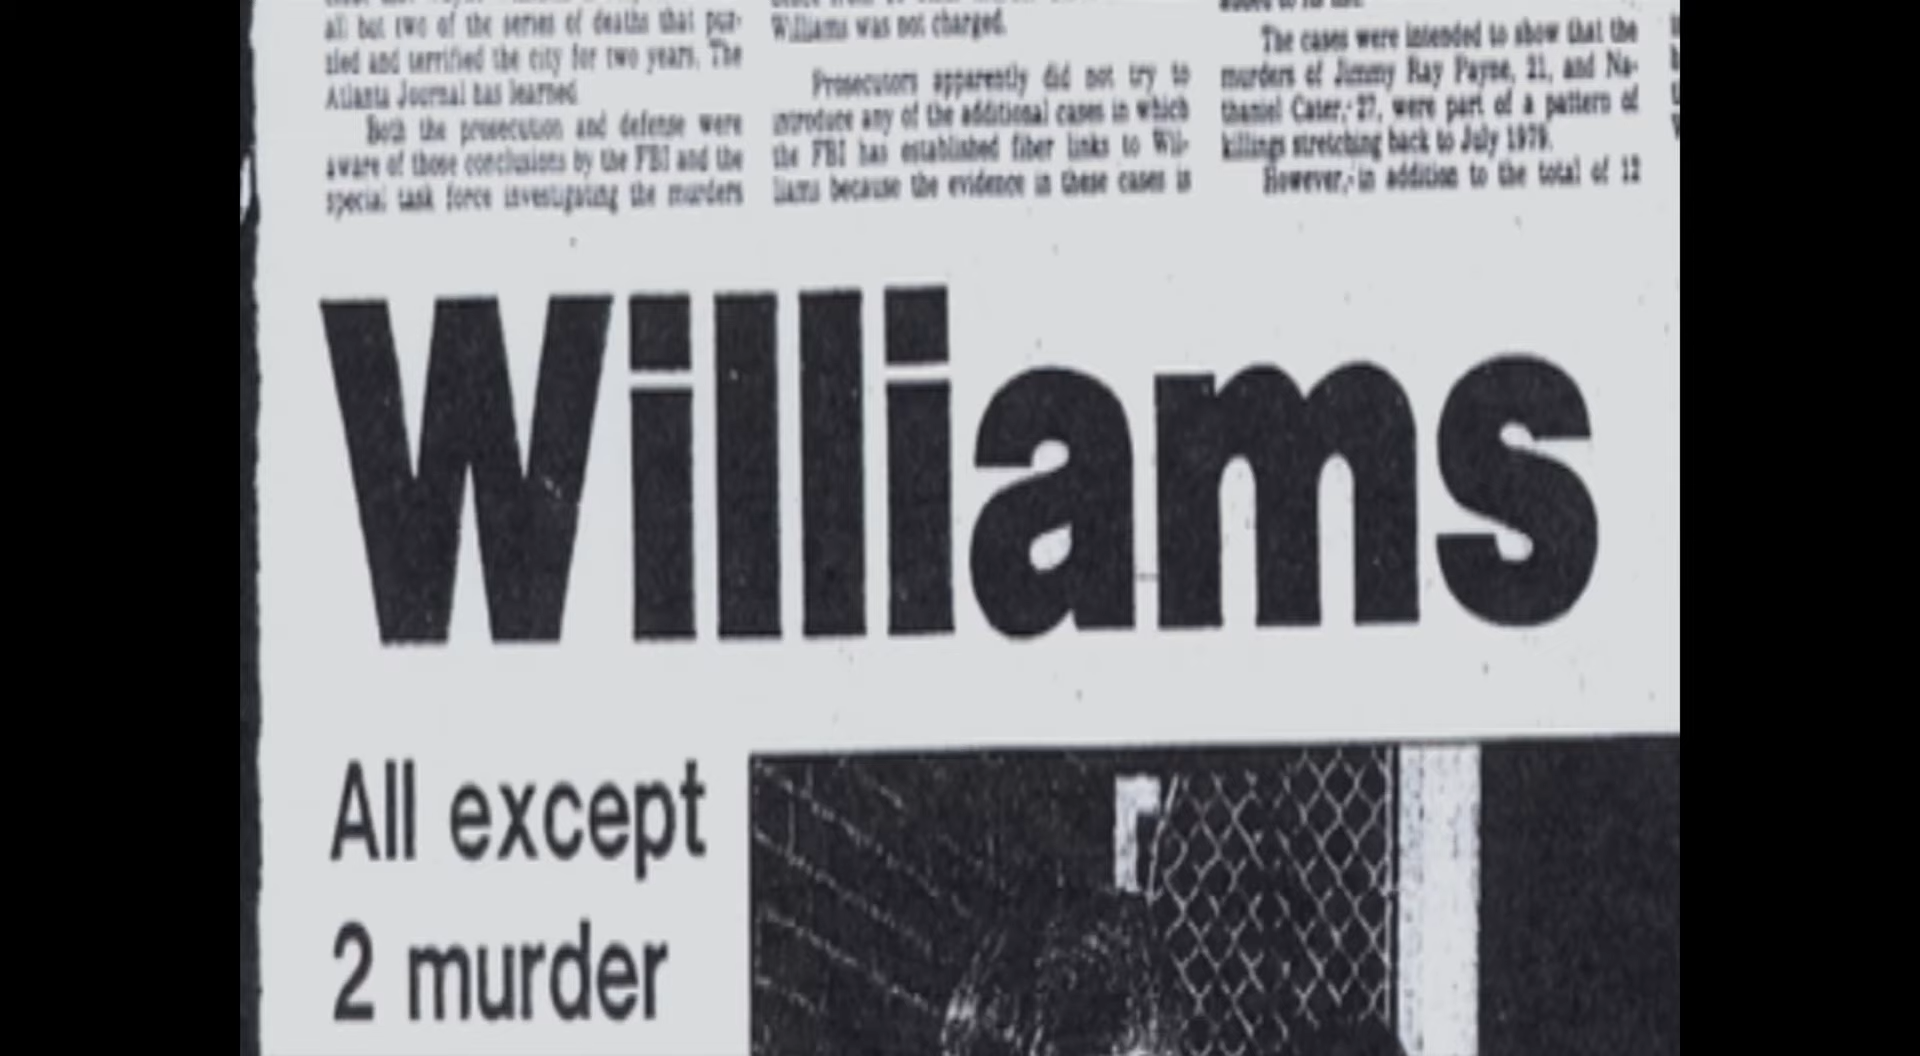 all but two of the series of deaths that puz-
zled and terrified the city for two years, The
Atlanta Journal has learned.
Both the prosecution and defense were
aware of those conclusions by the FBI and the
special task force investigating the murders
Williams was not charged.
Prosecutors apparently did not try to
introduce any of the additional cases in which
the FBI has established fiber links to Wil-
liams because the evidence in these cases is
The cases were intended to show that the
murders of Jimmy Ray Payne, 21, and Na-
thaniel Cater, 27, were part of a pattern of
killings stretching back to July 1979.
However, in addition to the total of 12
Williams
All except
2 murder